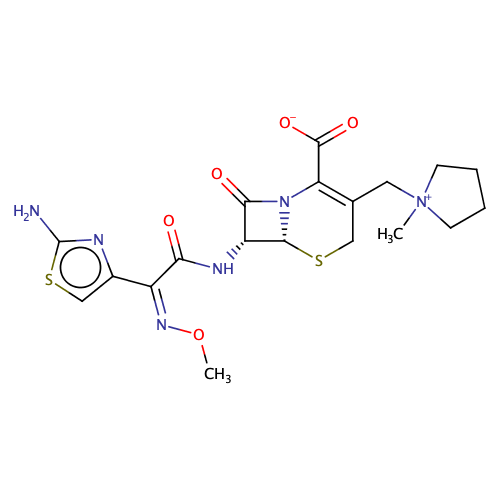 O⁻ O
O N N⁺
H₂N O H₃C
N NH S
S
N O
CH₃